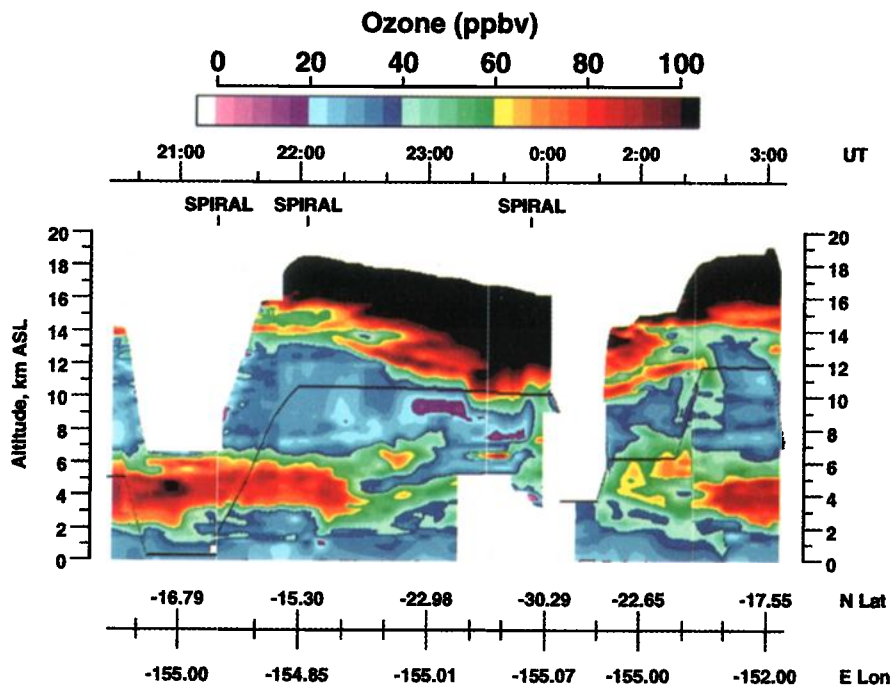 Ozone (ppbv)
0 20 40 60 80 100
21:00 22:00 23:00 0:00 2:00 3:00 UT
SPIRAL SPIRAL SPIRAL
Altitude, km ASL
20 20
18 18
16 16
14 14
12 12
10 10
8 8
6 6
4 4
2 2
0 0
-16.79 -15.30 -22.98 -30.29 -22.65 -17.55 N Lat
-155.00 -154.85 -155.01 -155.07 -155.00 -152.00 E Lon